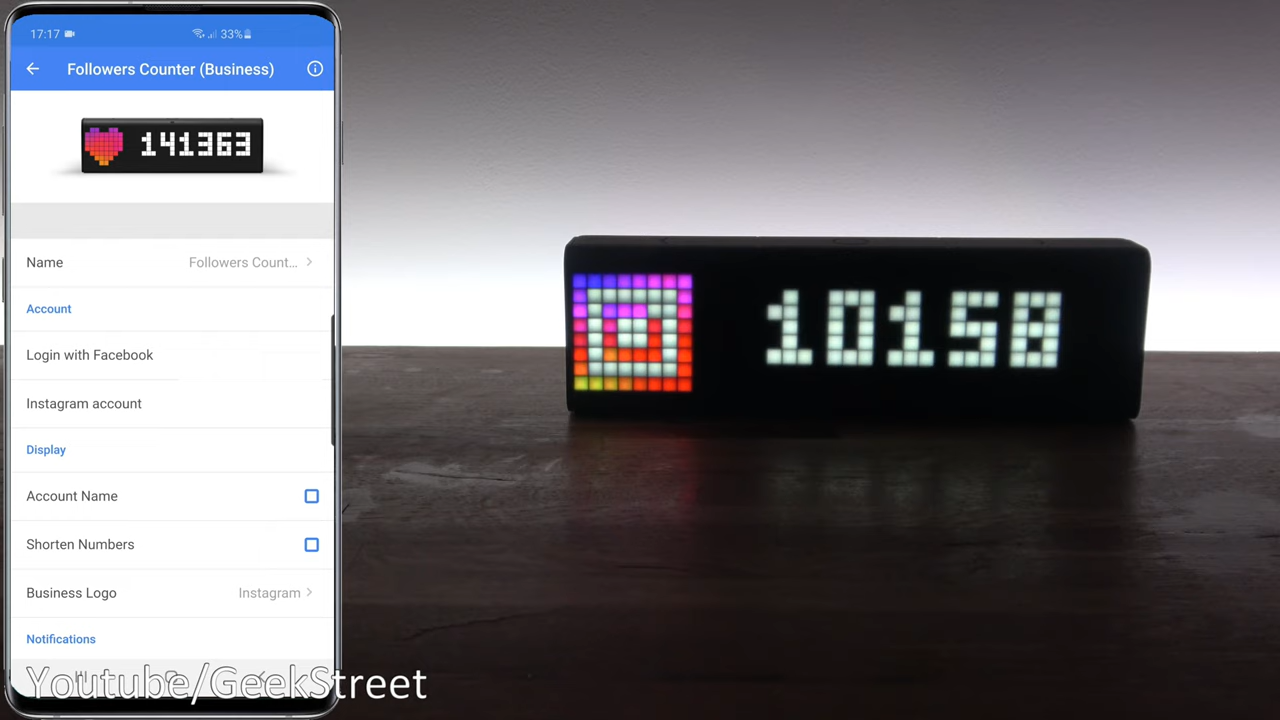 17:17
33%
Followers Counter (Business)
141363
Name
Followers Count...
Account
Login with Facebook
Instagram account
Display
Account Name
Shorten Numbers
Business Logo
Instagram
Notifications
Youtube/GeekStreet
10158